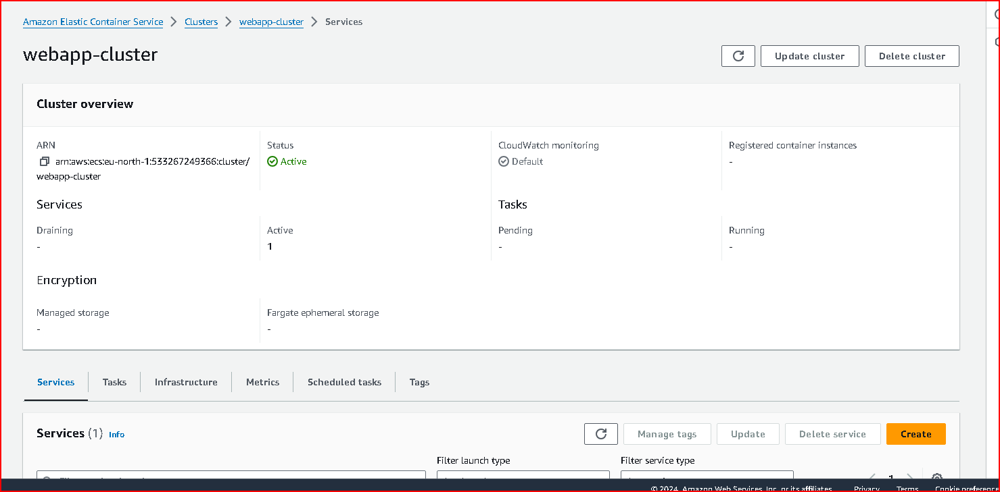 Amazon Elastic Container Service > Clusters > webapp-cluster > Services
webapp-cluster
Update cluster
Delete cluster
Cluster overview
ARN
arn:aws:ecs:eu-north-1:533267249366:cluster/
webapp-cluster
Status
Active
CloudWatch monitoring
Default
Registered container instances
-
Services
Tasks
Draining
-
Active
1
Pending
-
Running
-
Encryption
Managed storage
-
Fargate ephemeral storage
-
Services Tasks Infrastructure Metrics Scheduled tasks Tags
Services (1) Info
Manage tags
Update
Delete service
Create
Filter launch type
Filter service type
1
© 2024, Amazon Web Services, Inc. or its affiliates. Privacy Terms Cookie preference